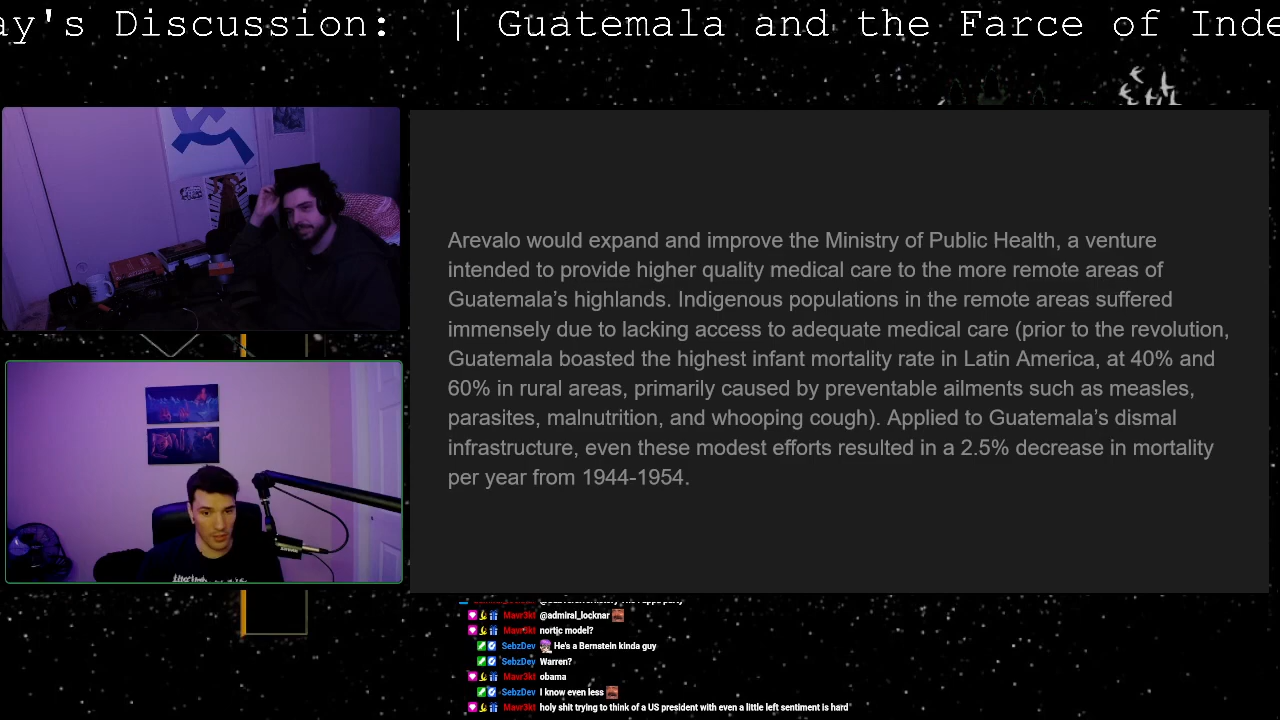 ay's Discussion:  | Guatemala and the Farce of Inde
Arevalo would expand and improve the Ministry of Public Health, a venture
intended to provide higher quality medical care to the more remote areas of
Guatemala's highlands. Indigenous populations in the remote areas suffered
immensely due to lacking access to adequate medical care (prior to the revolution,
Guatemala boasted the highest infant mortality rate in Latin America, at 40% and
60% in rural areas, primarily caused by preventable ailments such as measles,
parasites, malnutrition, and whooping cough). Applied to Guatemala's dismal
infrastructure, even these modest efforts resulted in a 2.5% decrease in mortality
per year from 1944-1954.
Mavr3kt @admiral_locknar
Mavr3kt nortic model?
SebzDev He's a Bernstein kinda guy
SebzDev Warren?
Mavr3kt obama
SebzDev I know even less
Mavr3kt holy shit trying to think of a US president with even a little left sentiment is hard